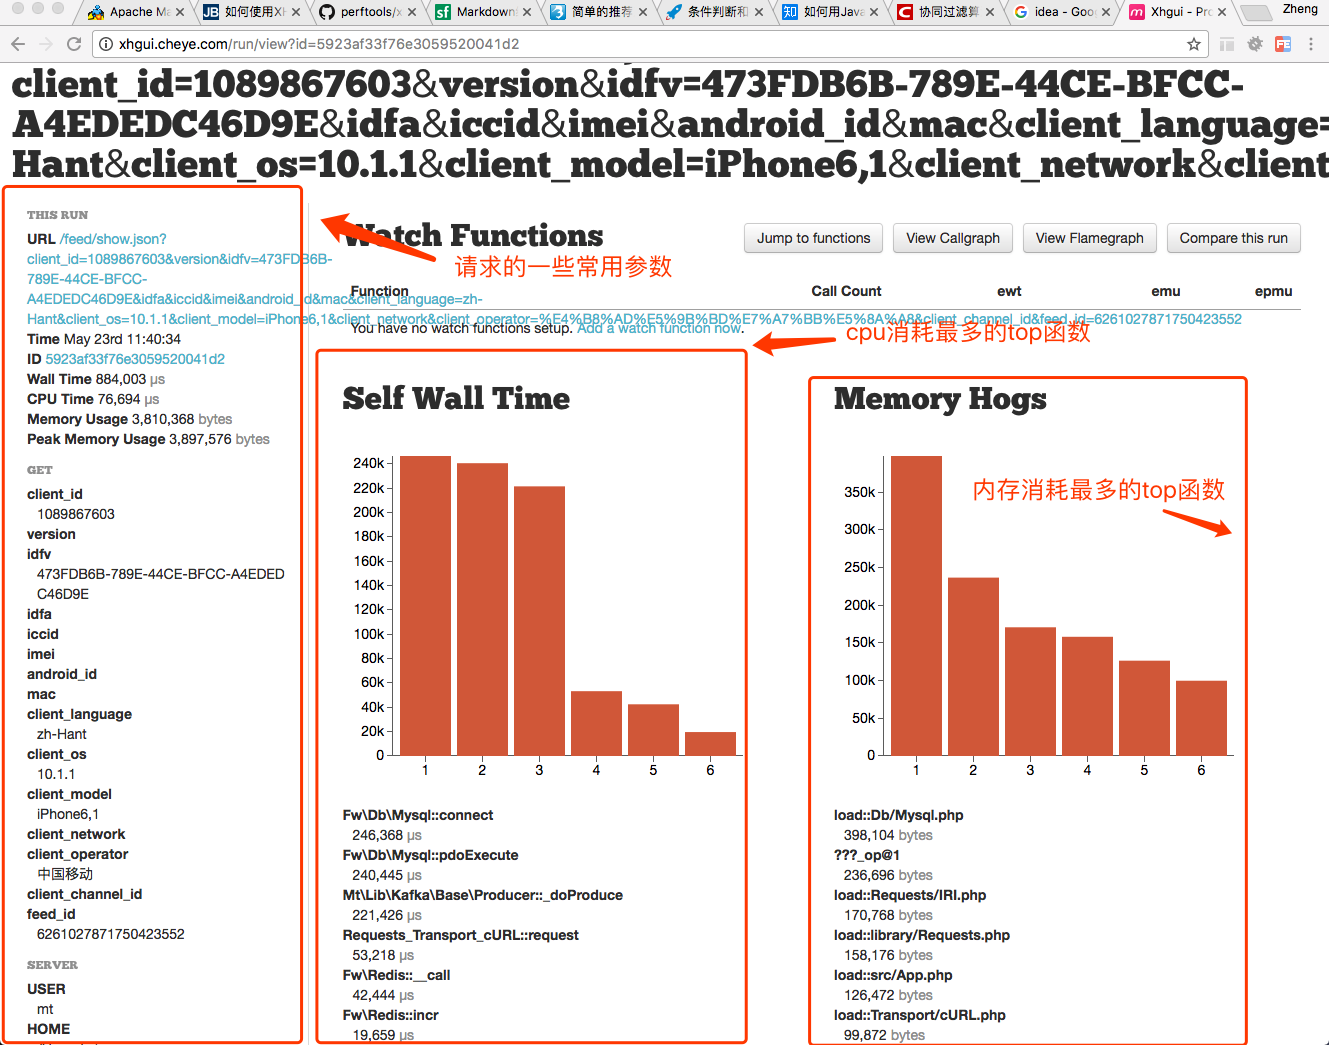 Apache Ma
如何使用XH
perftools/x
Markdown
简单的推荐
条件判断和
如何用Java
协同过滤算
idea - Goo
Xhgui - Pro
Zheng
xhgui.cheye.com/run/view?id=5923af33f76e3059520041d2
client_id=1089867603&version&idfv=473FDB6B-789E-44CE-BFCC-
A4EDEDC46D9E&idfa&iccid&imei&android_id&mac&client_language=
Hant&client_os=10.1.1&client_model=iPhone6,1&client_network&client
THIS RUN
URL /feed/show.json?
client_id=1089867603&version&idfv=473FDB6B-
789E-44CE-BFCC-
A4EDEDC46D9E&idfa&iccid&imei&android_id&mac&client_language=zh-
Hant&client_os=10.1.1&client_model=iPhone6,1&client_network&client_operator=%E4%B8%AD%E5%9B%BD%E7%A7%BB%E5%8A%A8&client_channel_id&feed_id=6261027871750423552
Time May 23rd 11:40:34
ID 5923af33f76e3059520041d2
Wall Time 884,003 µs
CPU Time 76,694 µs
Memory Usage 3,810,368 bytes
Peak Memory Usage 3,897,576 bytes
GET
client_id
1089867603
version
idfv
473FDB6B-789E-44CE-BFCC-A4EDED
C46D9E
idfa
iccid
imei
android_id
mac
client_language
zh-Hant
client_os
10.1.1
client_model
iPhone6,1
client_network
client_operator
中国移动
client_channel_id
feed_id
6261027871750423552
SERVER
USER
mt
HOME
Watch Functions
Jump to functions
View Callgraph
View Flamegraph
Compare this run
请求的一些常用参数
Function Call Count ewt emu epmu
You have no watch functions setup. Add a watch function now.
cpu消耗最多的top函数
Self Wall Time
240k
220k
200k
180k
160k
140k
120k
100k
80k
60k
40k
20k
0
1 2 3 4 5 6
Fw\Db\Mysql::connect
246,368 µs
Fw\Db\Mysql::pdoExecute
240,445 µs
Mt\Lib\Kafka\Base\Producer::_doProduce
221,426 µs
Requests_Transport_cURL::request
53,218 µs
Fw\Redis::__call
42,444 µs
Fw\Redis::incr
19,659 µs
Memory Hogs
内存消耗最多的top函数
350k
300k
250k
200k
150k
100k
50k
0
1 2 3 4 5 6
load::Db/Mysql.php
398,104 bytes
???_op@1
236,696 bytes
load::Requests/IRI.php
170,768 bytes
load::library/Requests.php
158,176 bytes
load::src/App.php
126,472 bytes
load::Transport/cURL.php
99,872 bytes